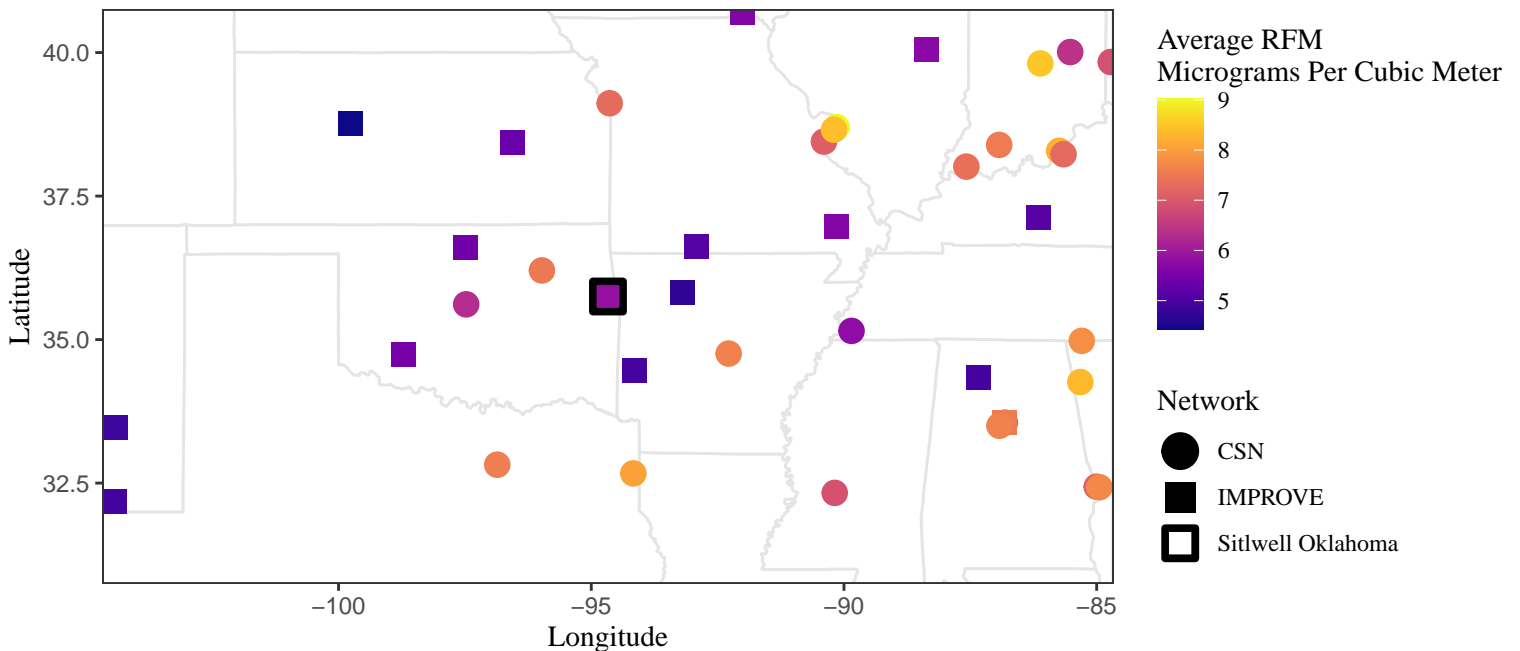 40.0
37.5
35.0
32.5
Latitude
−100
−95
−90
−85
Longitude
Average RFM
Micrograms Per Cubic Meter
9
8
7
6
5
Network
CSN
IMPROVE
Sitlwell Oklahoma